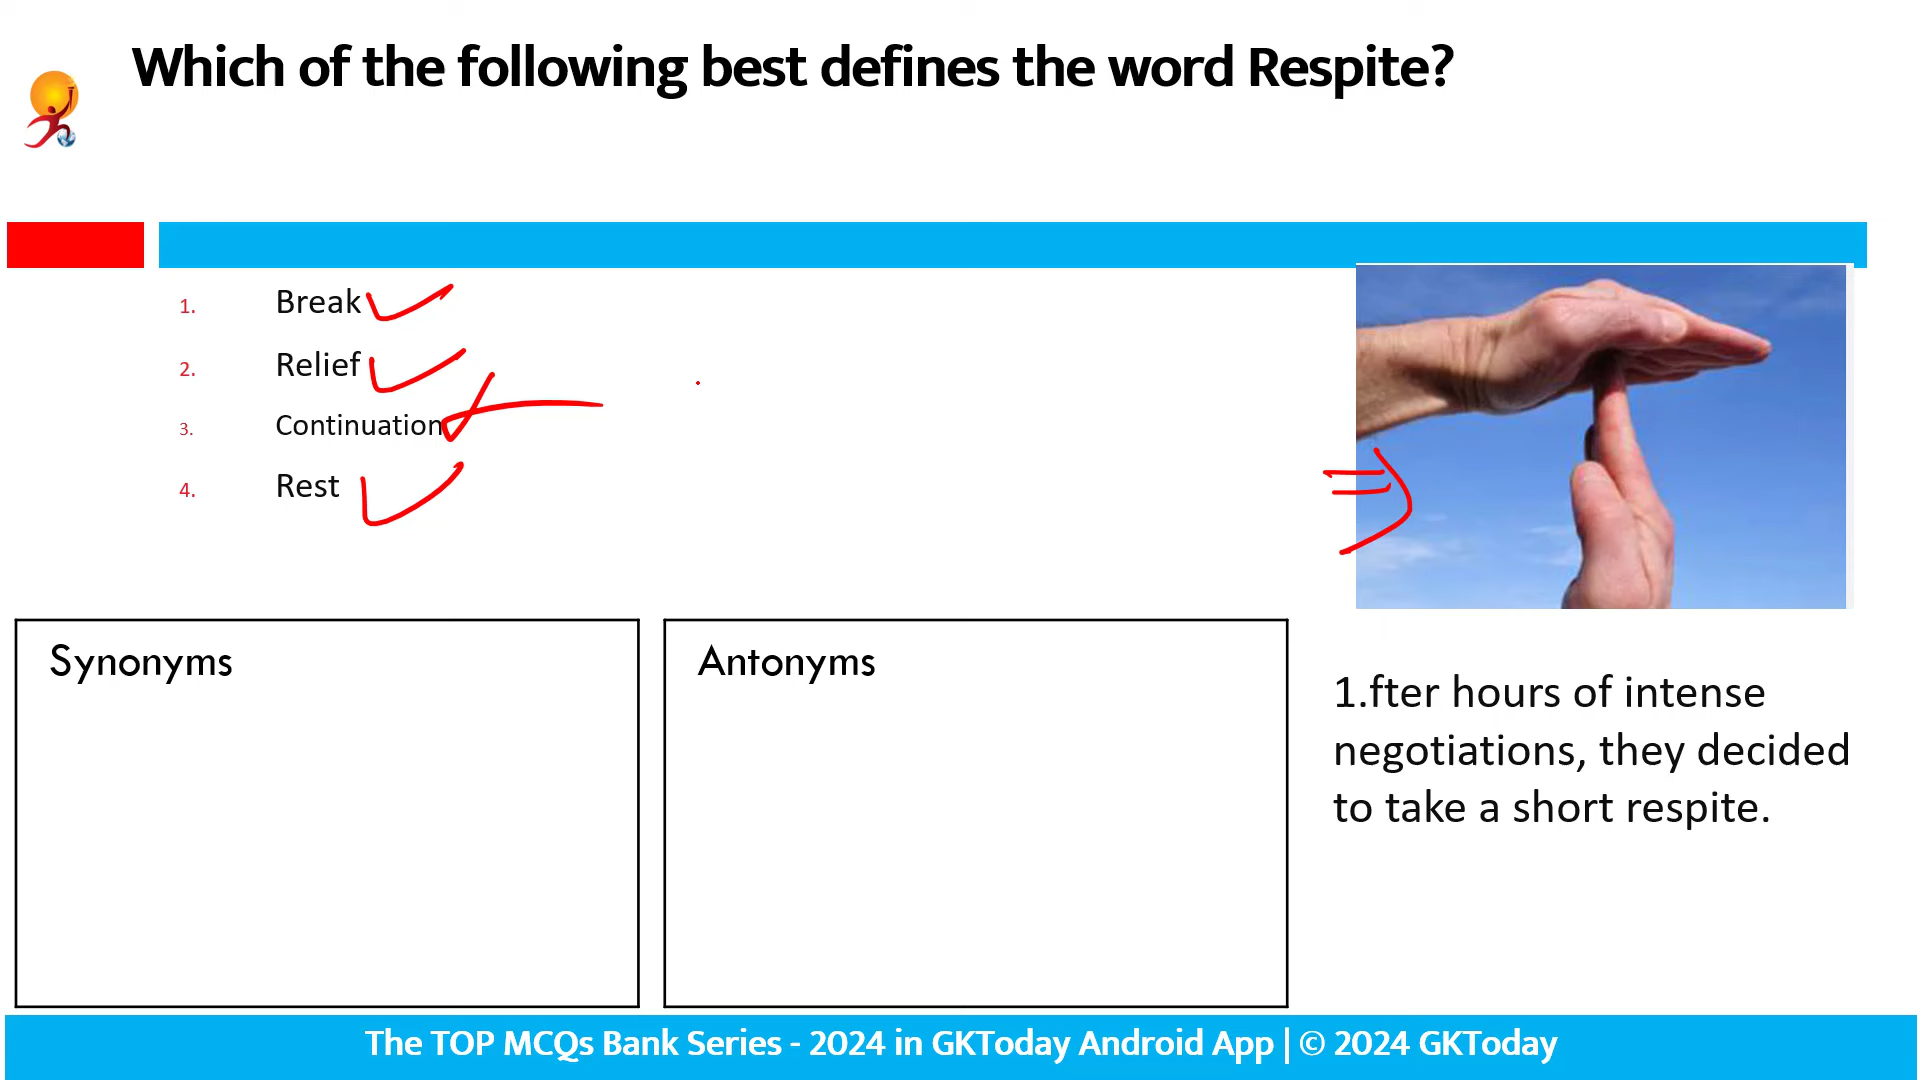 Which of the following best defines the word Respite?
1. Break
2. Relief
3. Continuation
4. Rest
Synonyms
Antonyms
1.fter hours of intense
negotiations, they decided
to take a short respite.
The TOP MCQs Bank Series - 2024 in GKToday Android App | © 2024 GKToday